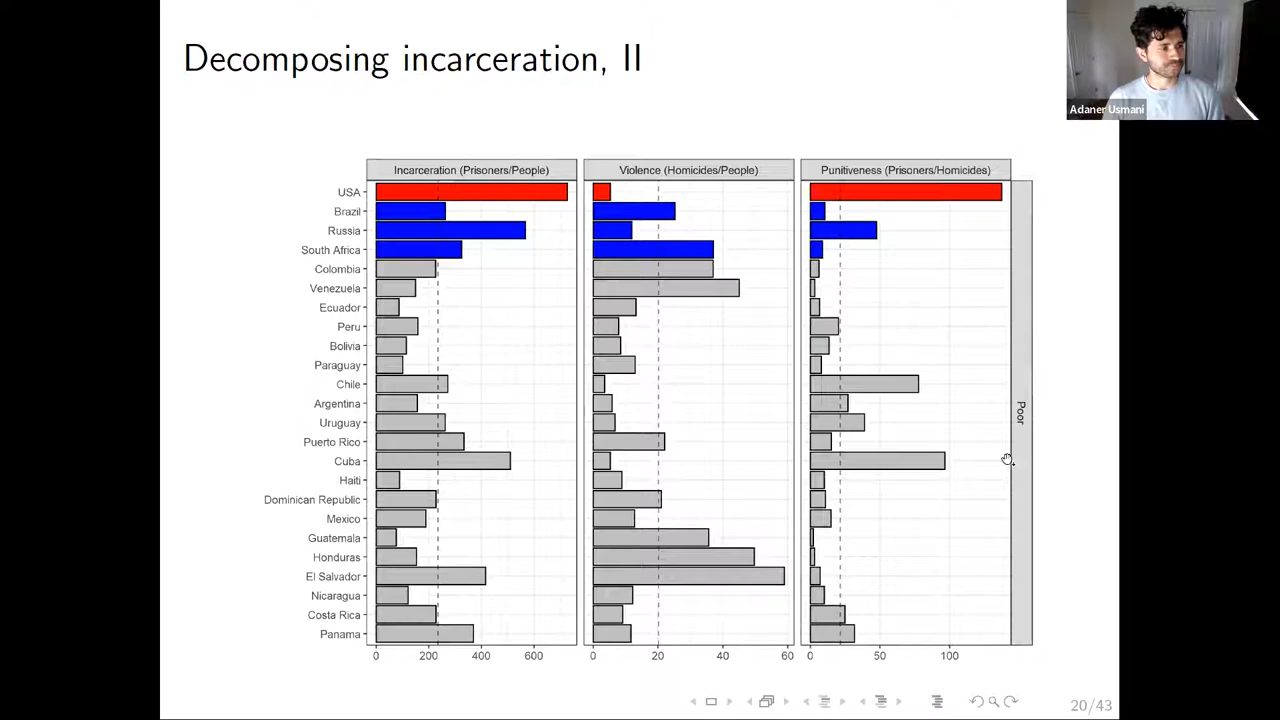 Decomposing incarceration, II
Adaner Usmani
Incarceration (Prisoners/People)
Violence (Homicides/People)
Punitiveness (Prisoners/Homicides)
USA
Brazil
Russia
South Africa
Colombia
Venezuela
Ecuador
Peru
Bolivia
Paraguay
Chile
Argentina
Uruguay
Puerto Rico
Cuba
Haiti
Dominican Republic
Mexico
Guatemala
Honduras
El Salvador
Nicaragua
Costa Rica
Panama
Poor
0 200 400 600
0 20 40 60
0 50 100
20/43